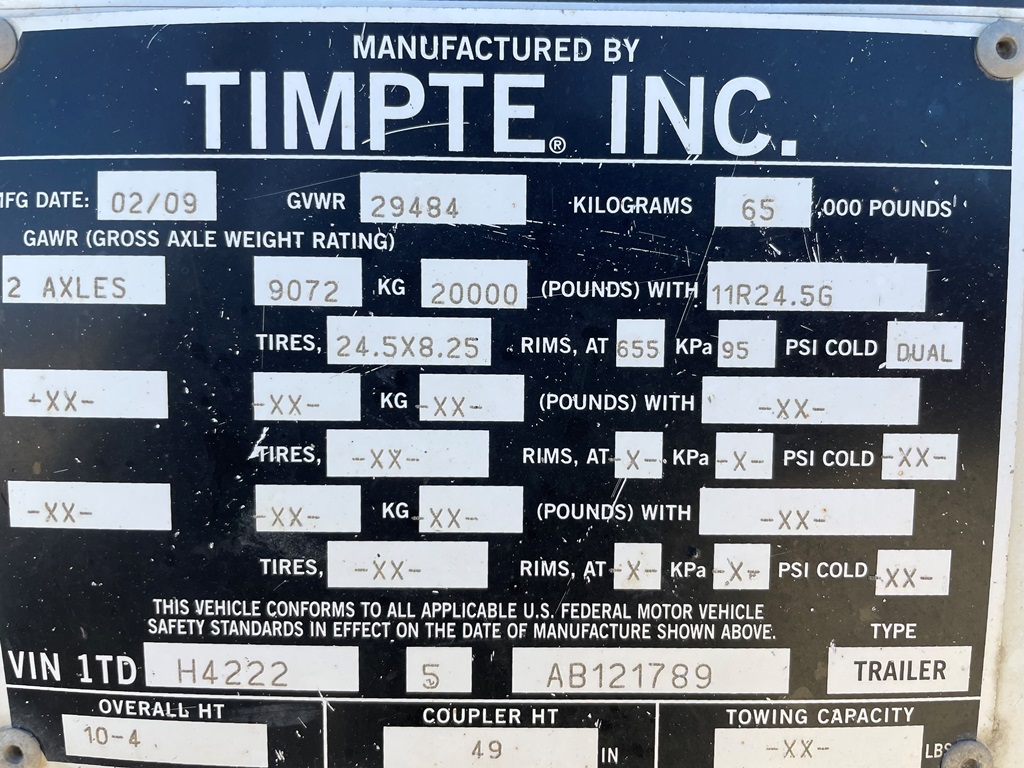 MANUFACTURED BY
TIMPTE® INC.
MFG DATE: 02/09 GVWR 29484 KILOGRAMS 65 ,000 POUNDS
GAWR (GROSS AXLE WEIGHT RATING)
2 AXLES 9072 KG 20000 (POUNDS) WITH 11R24.5G
TIRES, 24.5X8.25 RIMS, AT 655 KPa 95 PSI COLD DUAL
-XX- -XX- KG -XX- (POUNDS) WITH -XX-
TIRES, -XX- RIMS, AT -X- KPa -X- PSI COLD -XX-
-XX- -XX- KG -XX- (POUNDS) WITH -XX-
TIRES, -XX- RIMS, AT -X- KPa -X- PSI COLD -XX-
THIS VEHICLE CONFORMS TO ALL APPLICABLE U.S. FEDERAL MOTOR VEHICLE
SAFETY STANDARDS IN EFFECT ON THE DATE OF MANUFACTURE SHOWN ABOVE. TYPE
VIN 1TD H4222 5 AB121789 TRAILER
OVERALL HT COUPLER HT TOWING CAPACITY
10-4 49 IN -XX- LBS